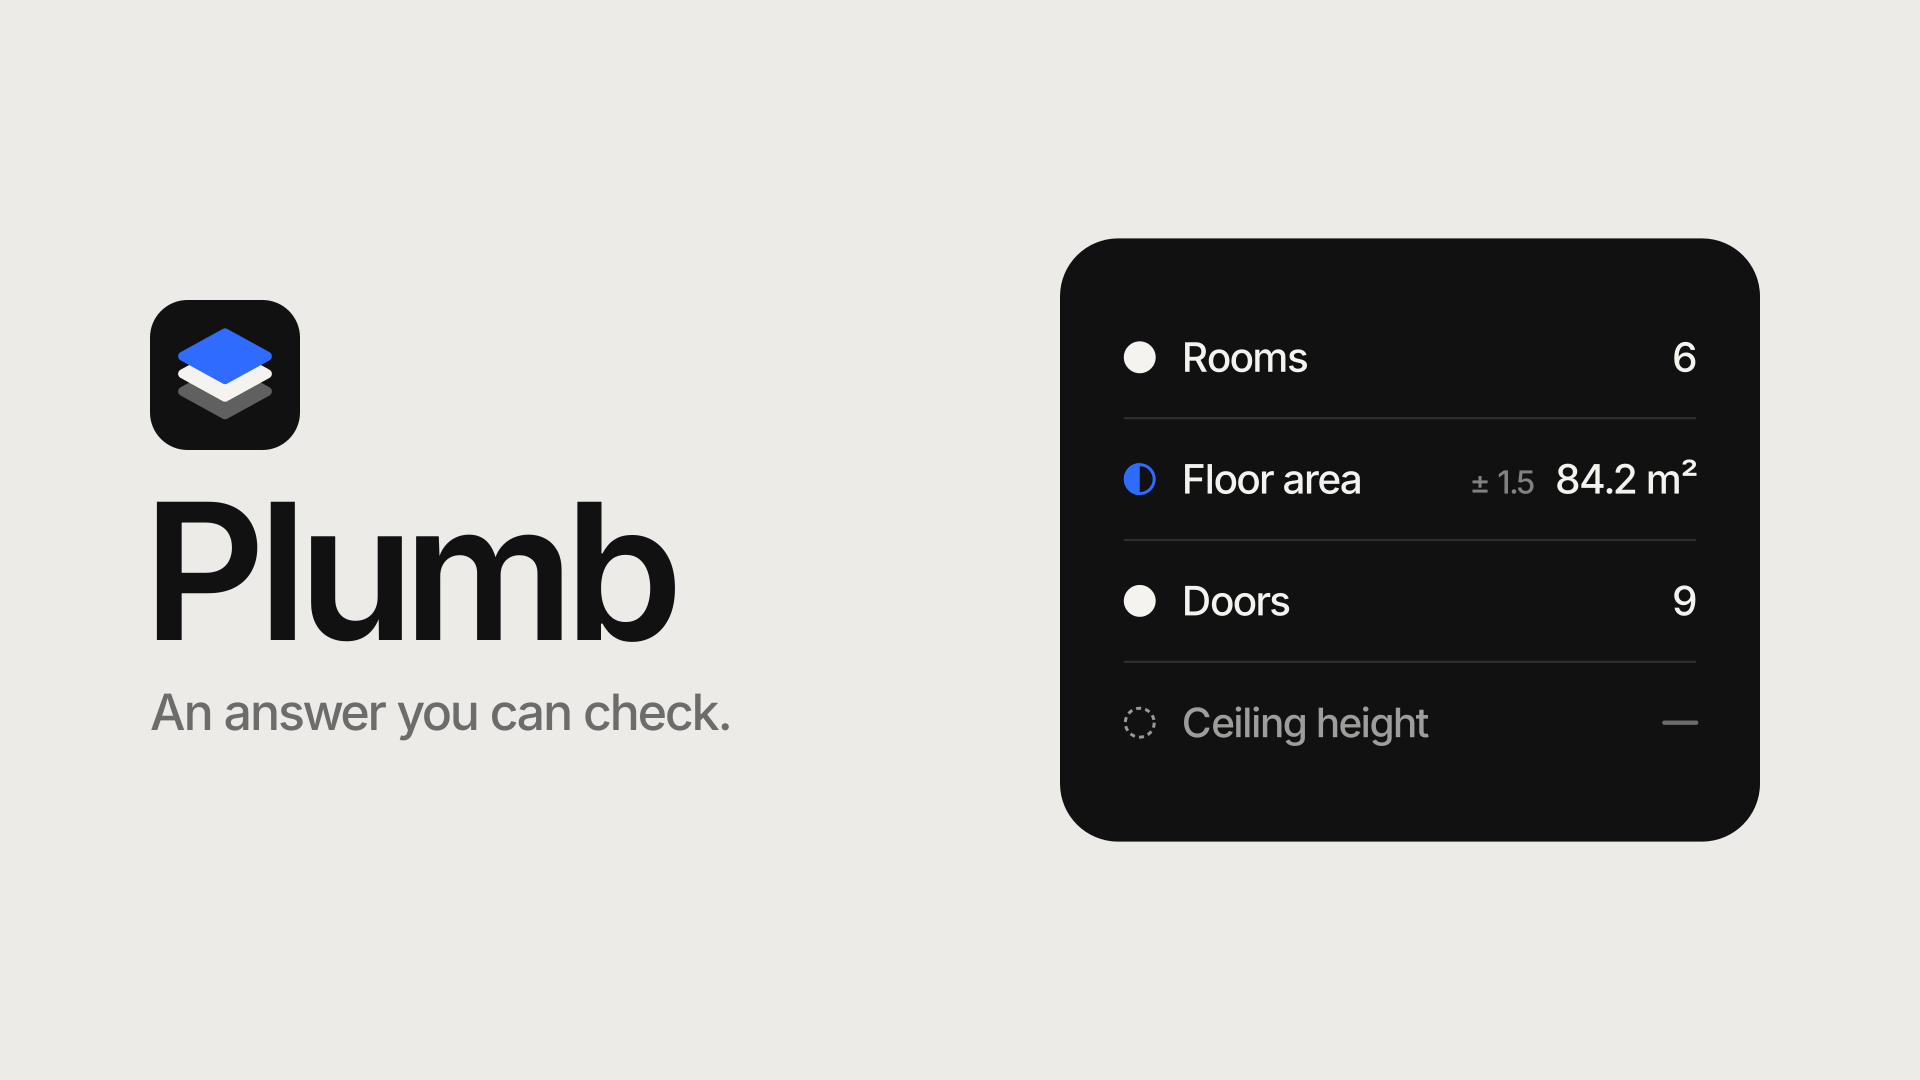 Plumb
An answer you can check.
Rooms 6
Floor area ± 1.5 84.2 m²
Doors 9
Ceiling height —